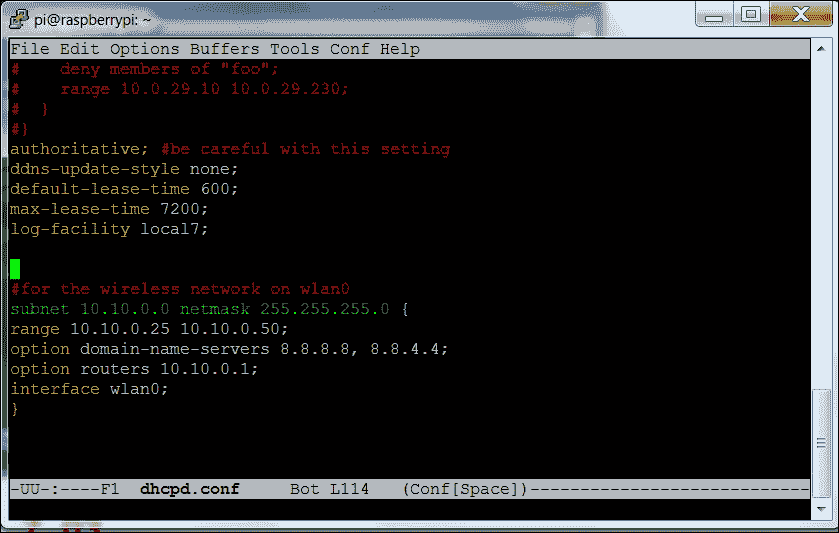 pi@raspberrypi: ~
File Edit Options Buffers Tools Conf Help
#    deny members of "foo";
#    range 10.0.29.10 10.0.29.230;
#  }
#}
authoritative; #be careful with this setting
ddns-update-style none;
default-lease-time 600;
max-lease-time 7200;
log-facility local7;
#for the wireless network on wlan0
subnet 10.10.0.0 netmask 255.255.255.0 {
range 10.10.0.25 10.10.0.50;
option domain-name-servers 8.8.8.8, 8.8.4.4;
option routers 10.10.0.1;
interface wlan0;
}
-UU-:----F1  dhcpd.conf     Bot L114   (Conf[Space])----------------------------